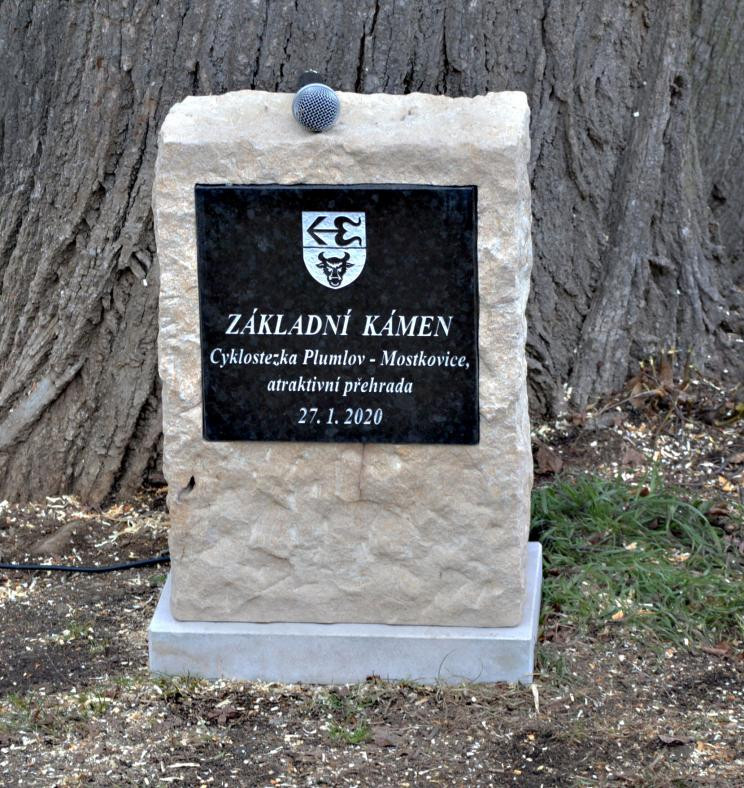 ZÁKLADNÍ KÁMEN
Cyklostezka Plumlov - Mostkovice,
atraktivní přehrada
27. 1. 2020